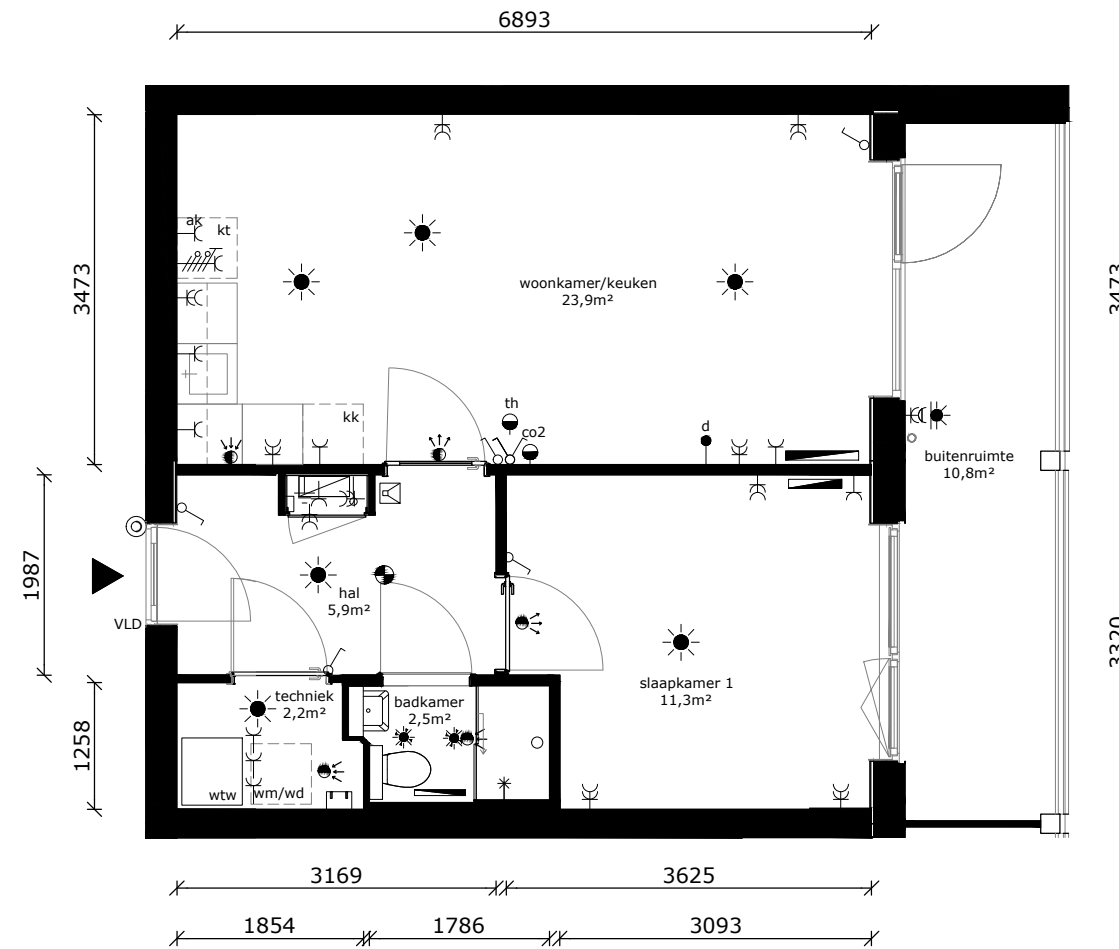 6893
ak
kt
3473
woonkamer/keuken
23,9m²
3473
kk
th
co2
d
buitenruimte
10,8m²
1987
hal
5,9m²
VLD
3320
techniek
2,2m²
badkamer
2,5m²
slaapkamer 1
11,3m²
1258
wtw
wm/wd
3169
3625
1854
1786
3093